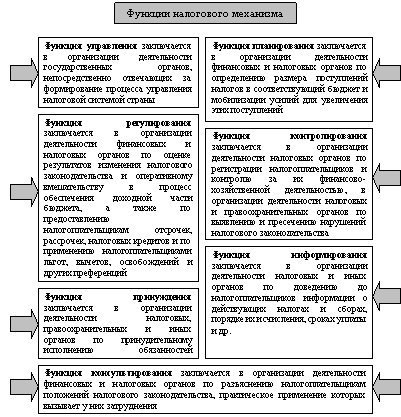 Функции налогового механизма
Функция управления заключается
в организации деятельности
государственных органов,
непосредственно отвечающих за
формирование процесса управления
налоговой системой страны
Функция планирования заключается
в организации деятельности
финансовых и налоговых органов по
определению размера поступлений
налогов в соответствующий бюджет и
мобилизации усилий для увеличения
этих поступлений
Функция регулирования
заключается в организации
деятельности финансовых и
налоговых органов по оценке
результатов изменения налогового
законодательства и оперативному
вмешательству в процесс
обеспечения доходной части
бюджета, а также по
предоставлению
налогоплательщикам отсрочек,
рассрочек, налоговых кредитов и по
применению налогоплательщиками
льгот, вычетов, освобождений и
других преференций
Функция контролирования
заключается в организации
деятельности налоговых органов по
регистрации налогоплательщиков и
контролю за их финансово-
хозяйственной деятельностью, в
организации деятельности налоговых
и правоохранительных органов по
выявлению и пресечению нарушений
налогового законодательства
Функция информирования
заключается в организации
деятельности налоговых и иных
органов по доведению до
налогоплательщиков информации о
действующих налогах и сборах,
порядке их исчисления, сроках уплаты
и др.
Функция принуждения
заключается в организации
деятельности налоговых,
правоохранительных и иных
органов по принудительному
исполнению обязанностей
Функция консультирования заключается в организации деятельности
финансовых и налоговых органов по разъяснению налогоплательщикам
положений налогового законодательства, практическое применение которых
вызывает у них затруднения